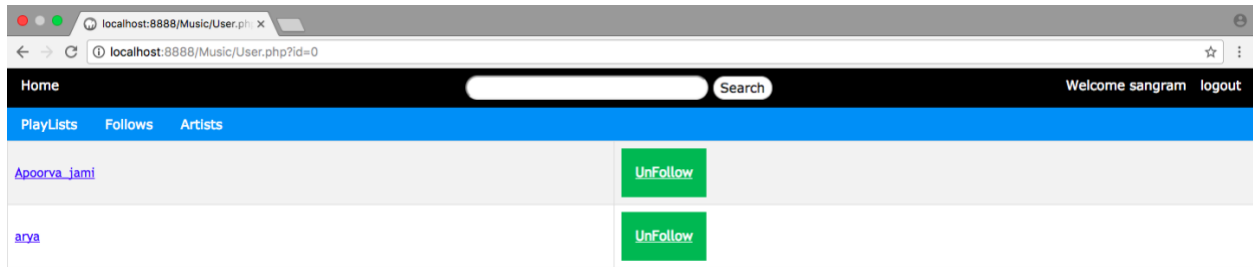 localhost:8888/Music/User.ph
localhost:8888/Music/User.php?id=0
Home Search Welcome sangram logout
PlayLists Follows Artists
Apoorva_jami UnFollow
arya UnFollow